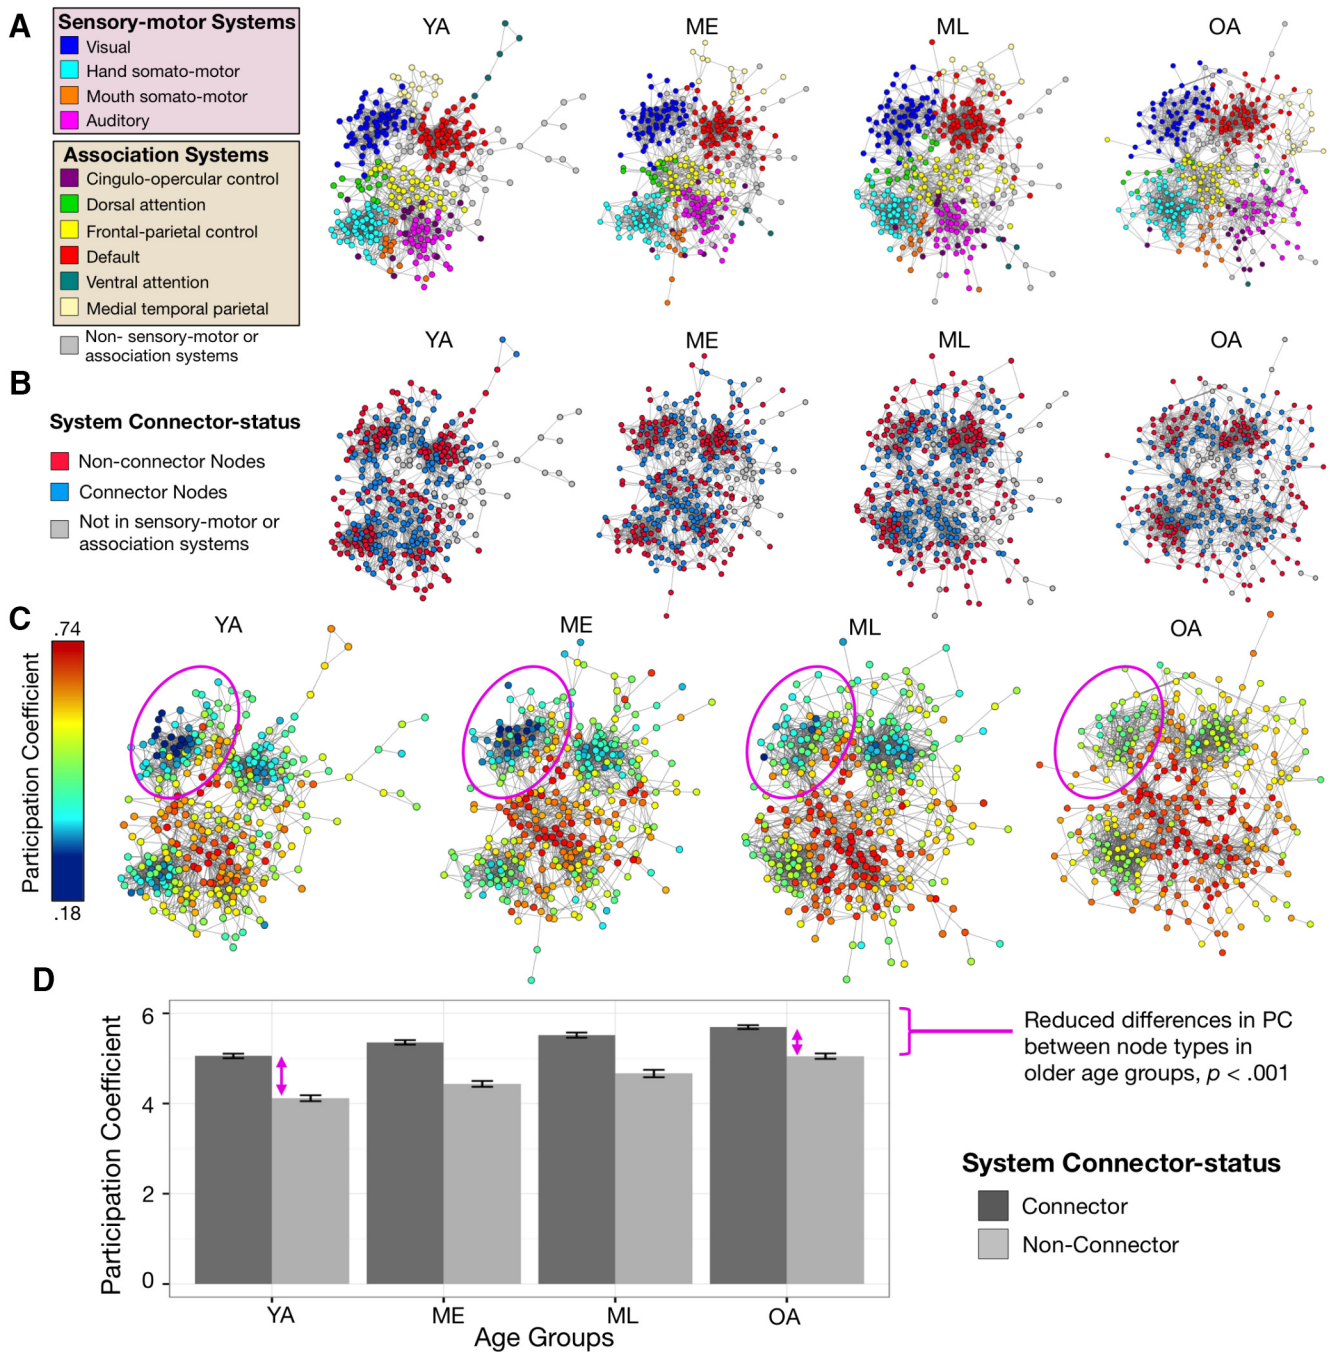 A
Sensory-motor Systems
Visual
Hand somato-motor
Mouth somato-motor
Auditory
Association Systems
Cingulo-opercular control
Dorsal attention
Frontal-parietal control
Default
Ventral attention
Medial temporal parietal
Non- sensory-motor or
association systems
YA
ME
ML
OA
B
System Connector-status
Non-connector Nodes
Connector Nodes
Not in sensory-motor or
association systems
YA
ME
ML
OA
C
.74
Participation Coefficient
.18
YA
ME
ML
OA
D
Participation Coefficient
6
4
2
0
YA
ME
ML
OA
Age Groups
Reduced differences in PC
between node types in
older age groups, p < .001
System Connector-status
Connector
Non-Connector